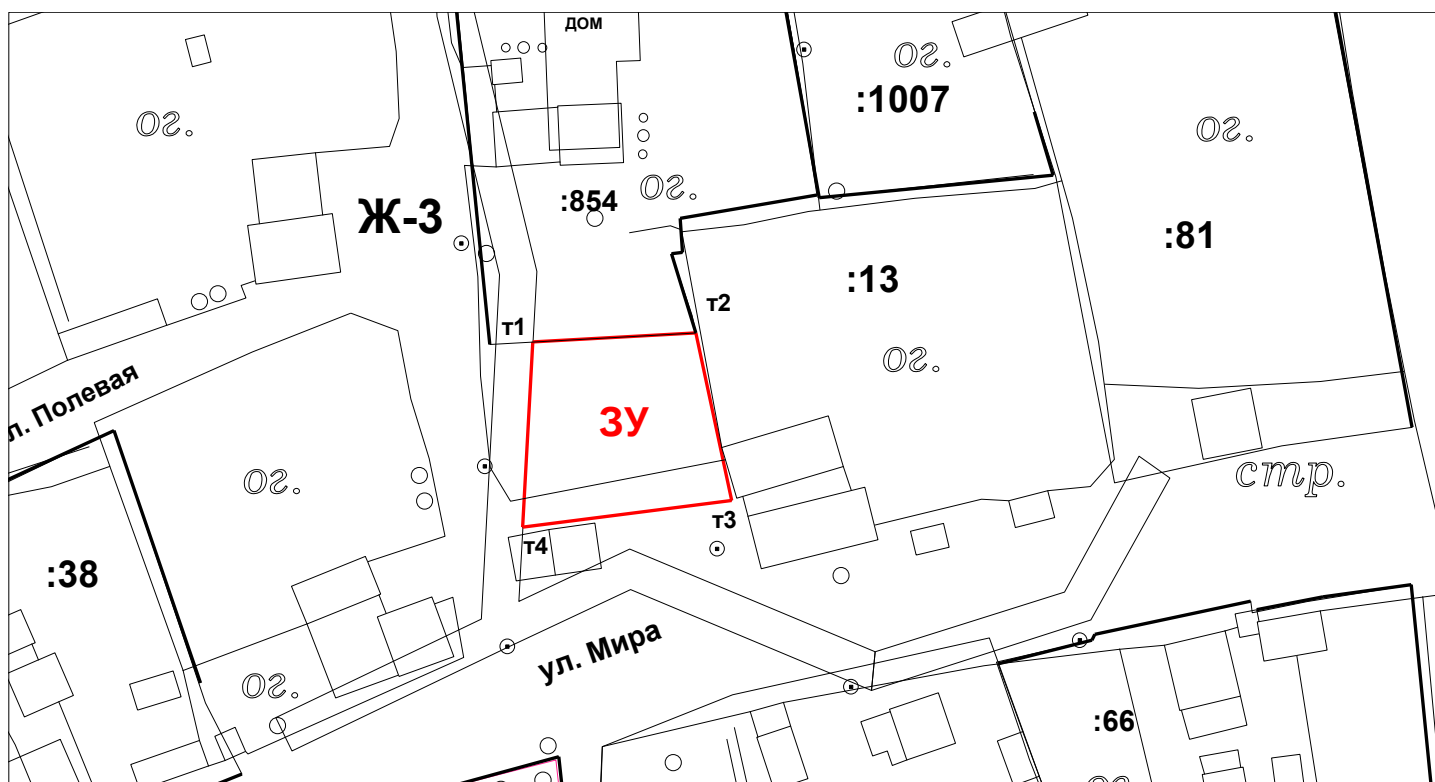 ДОМ
ог.
:1007
ог.
ог.
ог.
:854
Ж-3
:81
:13
т2
т1
ог.
л. Полевая
ЗУ
стр.
ог.
т3
т4
:38
ул. Мира
ог.
:66